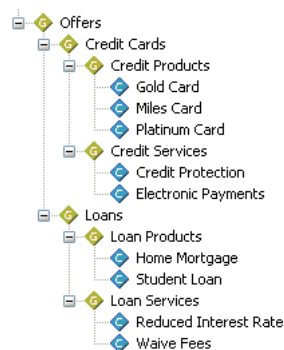 G Offers
G Credit Cards
G Credit Products
C Gold Card
C Miles Card
C Platinum Card
G Credit Services
C Credit Protection
C Electronic Payments
G Loans
G Loan Products
C Home Mortgage
C Student Loan
G Loan Services
C Reduced Interest Rate
C Waive Fees